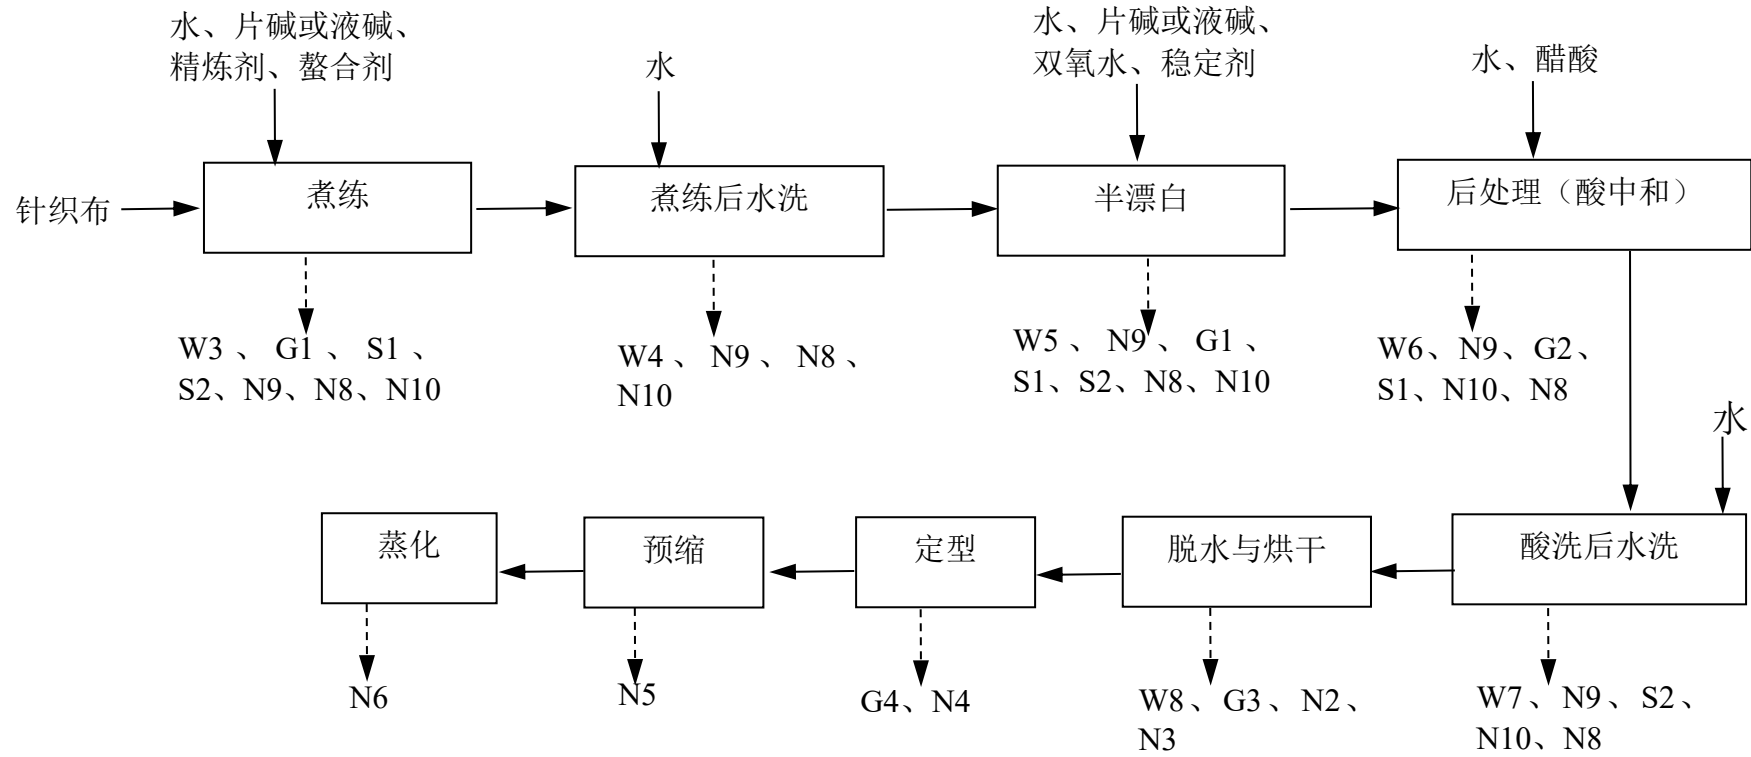 水、片碱或液碱、
精炼剂、螯合剂
水
水、片碱或液碱、
双氧水、稳定剂
水、醋酸
针织布
煮练
煮练后水洗
半漂白
后处理（酸中和）
W3、G1、S1、
S2、N9、N8、N10
W4、N9、N8、
N10
W5、N9、G1、
S1、S2、N8、N10
W6、N9、G2、
S1、N10、N8
水
蒸化
预缩
定型
脱水与烘干
酸洗后水洗
N6
N5
G4、N4
W8、G3、N2、
N3
W7、N9、S2、
N10、N8